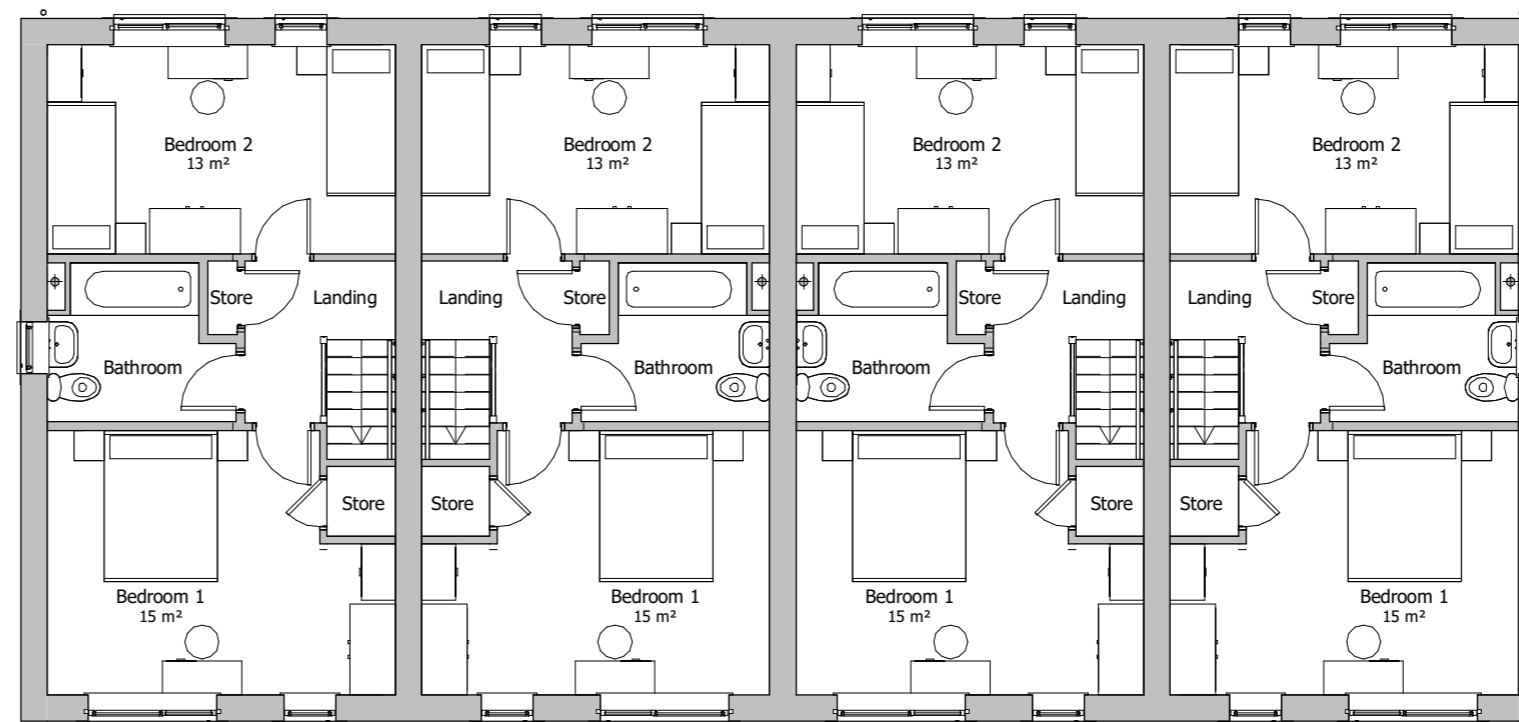 Bedroom 2
13 m²
Bedroom 2
13 m²
Bedroom 2
13 m²
Bedroom 2
13 m²
Store
Landing
Landing
Store
Store
Landing
Landing
Store
Bathroom
Bathroom
Bathroom
Bathroom
Store
Store
Store
Store
Bedroom 1
15 m²
Bedroom 1
15 m²
Bedroom 1
15 m²
Bedroom 1
15 m²